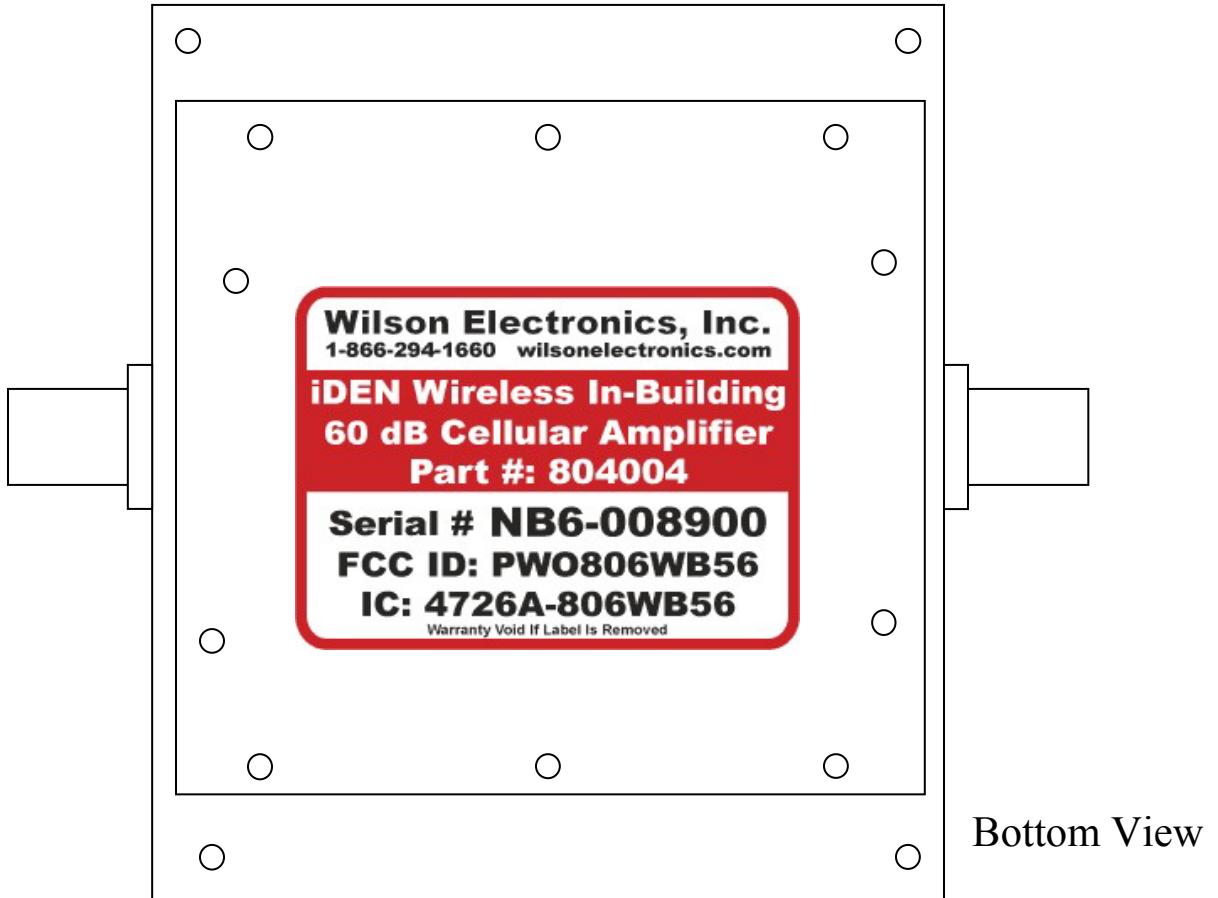 Wilson Electronics, Inc.
1-866-294-1660 wilsonelectronics.com
iDEN Wireless In-Building
60 dB Cellular Amplifier
Part #: 804004
Serial # NB6-008900
FCC ID: PWO806WB56
IC: 4726A-806WB56
Warranty Void If Label Is Removed
Bottom View